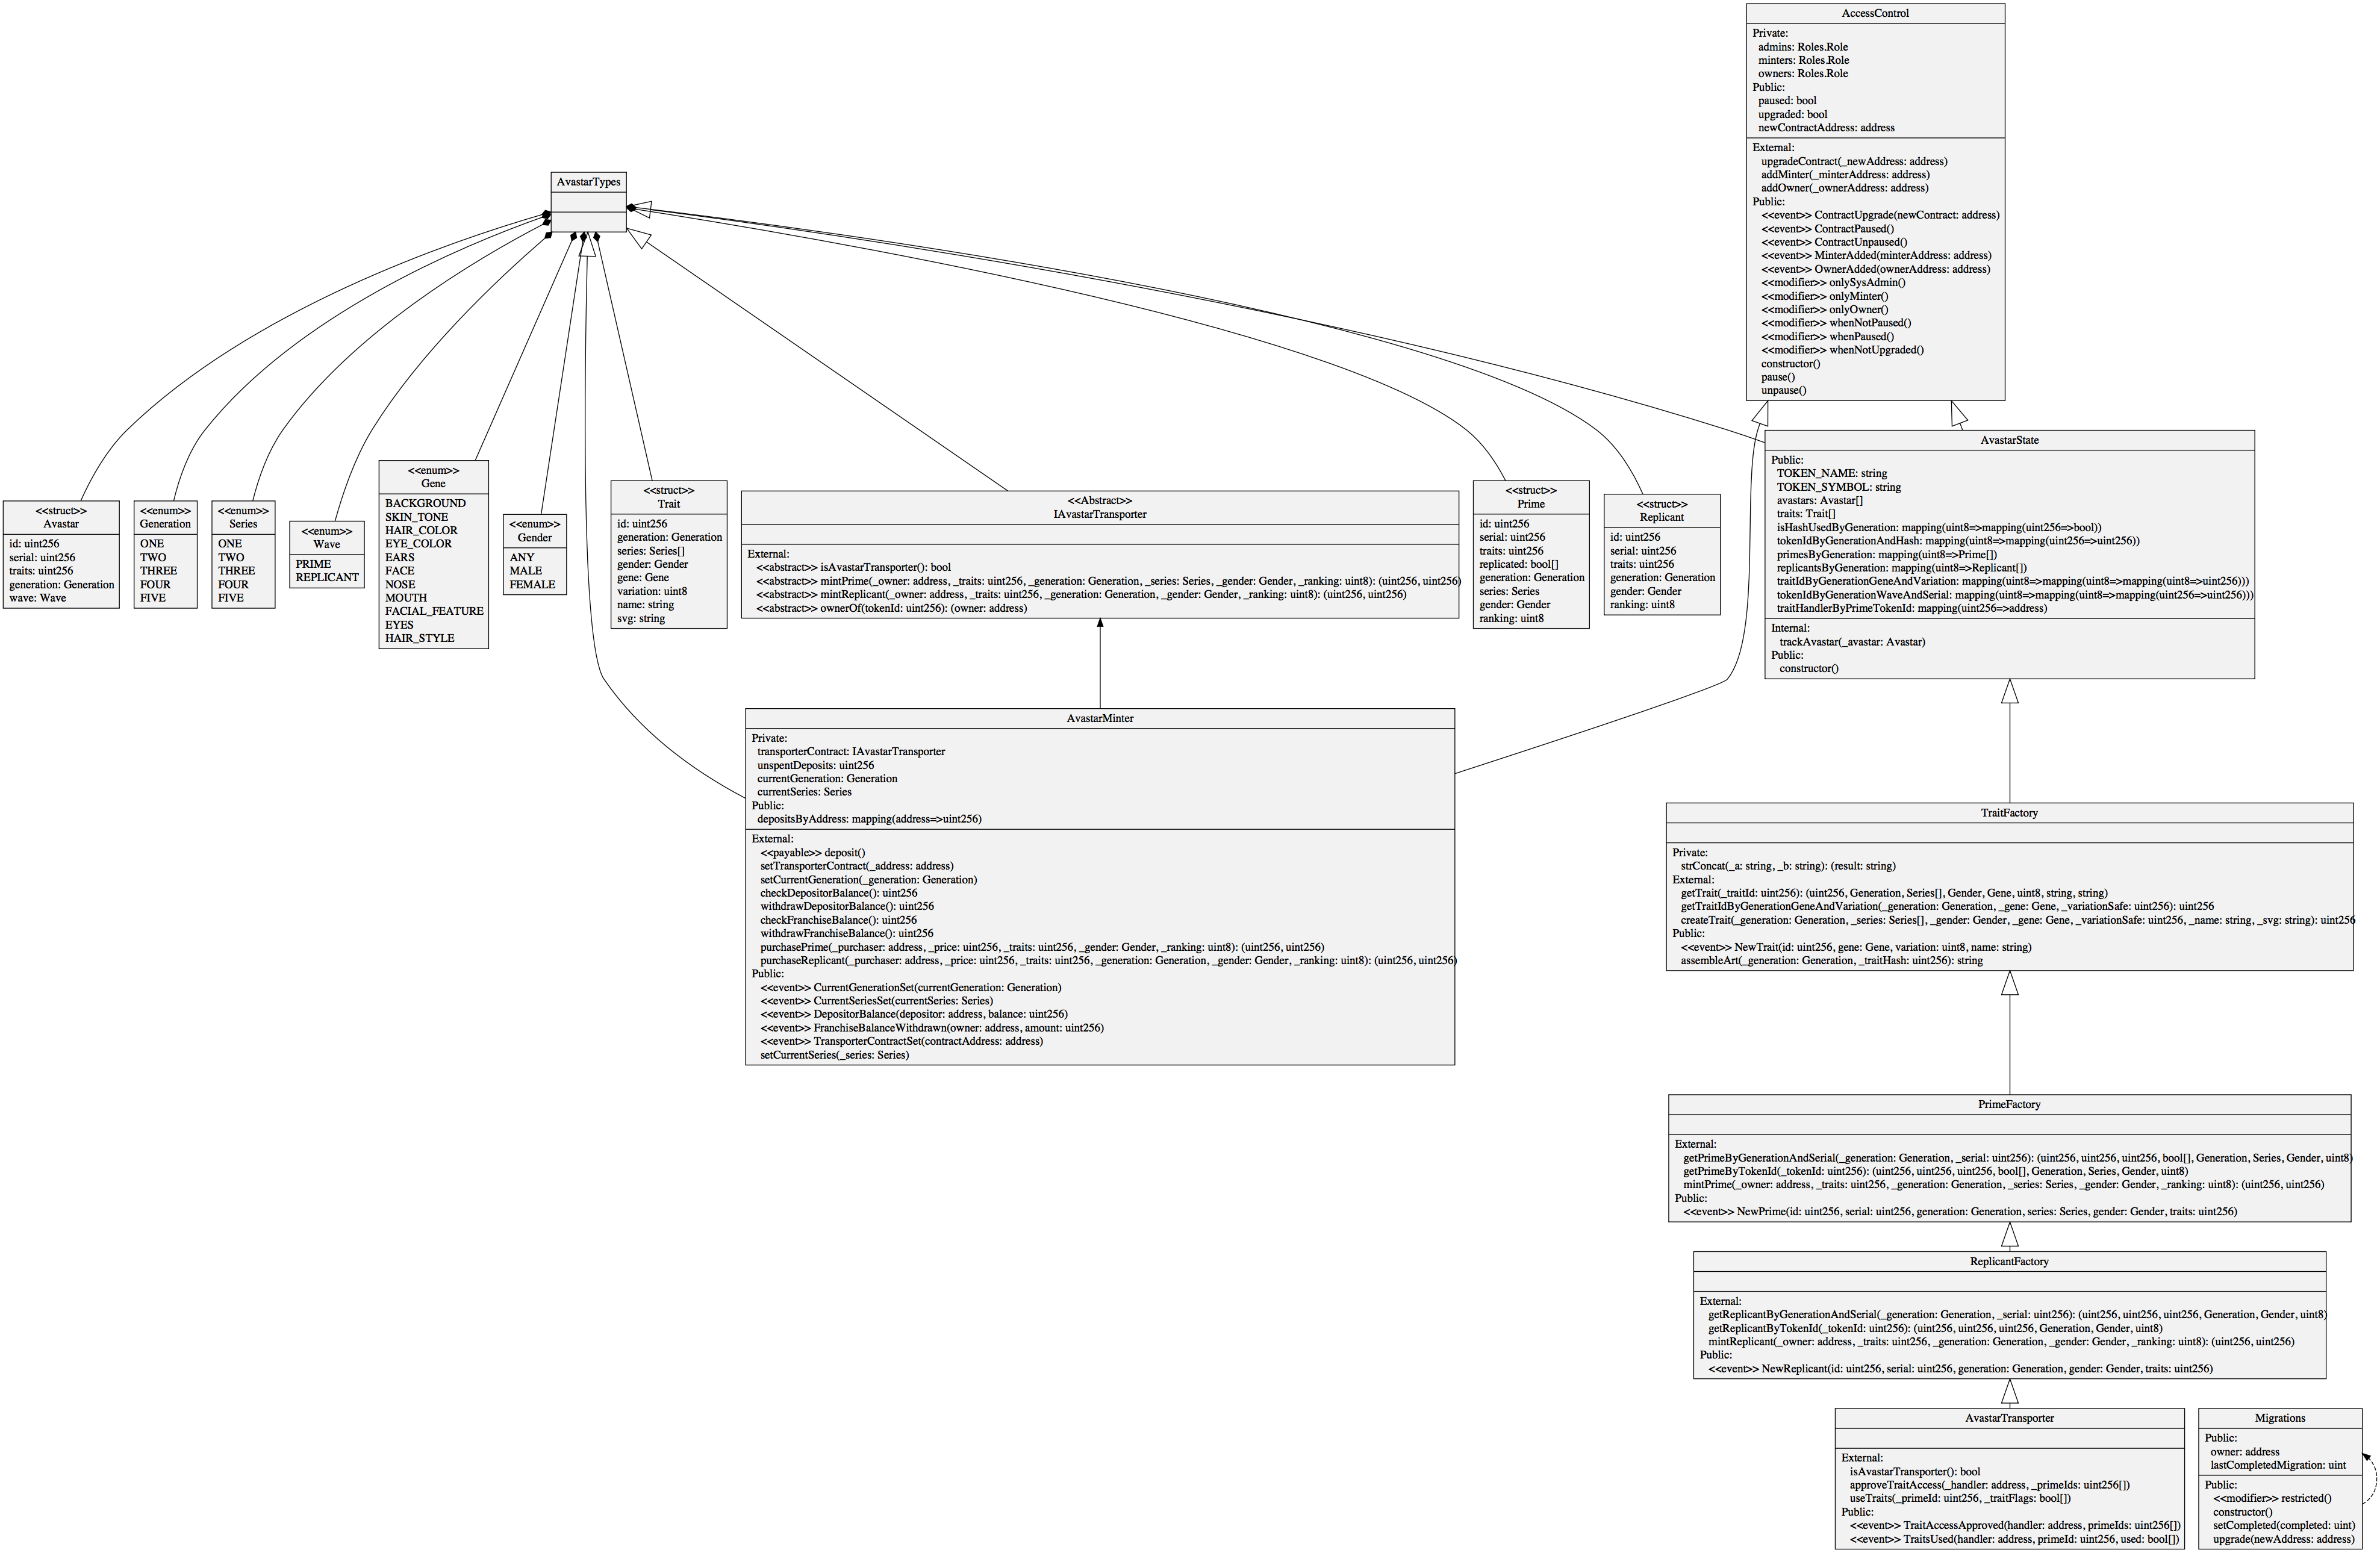 AccessControl
Private:
admins: Roles.Role
minters: Roles.Role
owners: Roles.Role
Public:
paused: bool
upgraded: bool
newContractAddress: address
External:
upgradeContract(_newAddress: address)
addMinter(_minterAddress: address)
addOwner(_ownerAddress: address)
Public:
<<event>> ContractUpgrade(newContract: address)
<<event>> ContractPaused()
<<event>> ContractUnpaused()
<<event>> MinterAdded(minterAddress: address)
<<event>> OwnerAdded(ownerAddress: address)
<<modifier>> onlySysAdmin()
<<modifier>> onlyMinter()
<<modifier>> onlyOwner()
<<modifier>> whenNotPaused()
<<modifier>> whenPaused()
<<modifier>> whenNotUpgraded()
constructor()
pause()
unpause()
AvastarTypes
<<struct>>
Avastar
id: uint256
serial: uint256
traits: uint256
generation: Generation
wave: Wave
<<enum>>
Generation
ONE
TWO
THREE
FOUR
FIVE
<<enum>>
Series
ONE
TWO
THREE
FOUR
FIVE
<<enum>>
Wave
PRIME
REPLICANT
<<enum>>
Gene
BACKGROUND
SKIN_TONE
HAIR_COLOR
EYE_COLOR
EARS
FACE
NOSE
MOUTH
FACIAL_FEATURE
EYES
HAIR_STYLE
<<enum>>
Gender
ANY
MALE
FEMALE
<<struct>>
Trait
id: uint256
generation: Generation
series: Series[]
gender: Gender
gene: Gene
variation: uint8
name: string
svg: string
<<Abstract>>
IAvastarTransporter
External:
<<abstract>> isAvastarTransporter(): bool
<<abstract>> mintPrime(_owner: address, _traits: uint256, _generation: Generation, _series: Series, _gender: Gender, _ranking: uint8): (uint256, uint256)
<<abstract>> mintReplicant(_owner: address, _traits: uint256, _generation: Generation, _gender: Gender, _ranking: uint8): (uint256, uint256)
<<abstract>> ownerOf(tokenId: uint256): (owner: address)
<<struct>>
Prime
id: uint256
serial: uint256
traits: uint256
replicated: bool[]
generation: Generation
series: Series
gender: Gender
ranking: uint8
<<struct>>
Replicant
id: uint256
serial: uint256
traits: uint256
generation: Generation
gender: Gender
ranking: uint8
AvastarState
Public:
TOKEN_NAME: string
TOKEN_SYMBOL: string
avastars: Avastar[]
traits: Trait[]
isHashUsedByGeneration: mapping(uint8=>mapping(uint256=>bool))
tokenIdByGenerationAndHash: mapping(uint8=>mapping(uint256=>uint256))
primesByGeneration: mapping(uint8=>Prime[])
replicantsByGeneration: mapping(uint8=>Replicant[])
traitIdByGenerationGeneAndVariation: mapping(uint8=>mapping(uint8=>mapping(uint8=>uint256)))
tokenIdByGenerationWaveAndSerial: mapping(uint8=>mapping(uint8=>mapping(uint256=>uint256)))
traitHandlerByPrimeTokenId: mapping(uint256=>address)
Internal:
trackAvastar(_avastar: Avastar)
Public:
constructor()
AvastarMinter
Private:
transporterContract: IAvastarTransporter
unspentDeposits: uint256
currentGeneration: Generation
currentSeries: Series
Public:
depositsByAddress: mapping(address=>uint256)
External:
<<payable>> deposit()
setTransporterContract(_address: address)
setCurrentGeneration(_generation: Generation)
checkDepositorBalance(): uint256
withdrawDepositorBalance(): uint256
checkFranchiseBalance(): uint256
withdrawFranchiseBalance(): uint256
purchasePrime(_purchaser: address, _price: uint256, _traits: uint256, _gender: Gender, _ranking: uint8): (uint256, uint256)
purchaseReplicant(_purchaser: address, _price: uint256, _traits: uint256, _generation: Generation, _gender: Gender, _ranking: uint8): (uint256, uint256)
Public:
<<event>> CurrentGenerationSet(currentGeneration: Generation)
<<event>> CurrentSeriesSet(currentSeries: Series)
<<event>> DepositorBalance(depositor: address, balance: uint256)
<<event>> FranchiseBalanceWithdrawn(owner: address, amount: uint256)
<<event>> TransporterContractSet(contractAddress: address)
setCurrentSeries(_series: Series)
TraitFactory
Private:
strConcat(_a: string, _b: string): (result: string)
External:
getTrait(_traitId: uint256): (uint256, Generation, Series[], Gender, Gene, uint8, string, string)
getTraitIdByGenerationGeneAndVariation(_generation: Generation, _gene: Gene, _variationSafe: uint256): uint256
createTrait(_generation: Generation, _series: Series[], _gender: Gender, _gene: Gene, _variationSafe: uint256, _name: string, _svg: string): uint256
Public:
<<event>> NewTrait(id: uint256, gene: Gene, variation: uint8, name: string)
assembleArt(_generation: Generation, _traitHash: uint256): string
PrimeFactory
External:
getPrimeByGenerationAndSerial(_generation: Generation, _serial: uint256): (uint256, uint256, uint256, bool[], Generation, Series, Gender, uint8)
getPrimeByTokenId(_tokenId: uint256): (uint256, uint256, uint256, bool[], Generation, Series, Gender, uint8)
mintPrime(_owner: address, _traits: uint256, _generation: Generation, _series: Series, _gender: Gender, _ranking: uint8): (uint256, uint256)
Public:
<<event>> NewPrime(id: uint256, serial: uint256, generation: Generation, series: Series, gender: Gender, traits: uint256)
ReplicantFactory
External:
getReplicantByGenerationAndSerial(_generation: Generation, _serial: uint256): (uint256, uint256, uint256, Generation, Gender, uint8)
getReplicantByTokenId(_tokenId: uint256): (uint256, uint256, uint256, Generation, Gender, uint8)
mintReplicant(_owner: address, _traits: uint256, _generation: Generation, _gender: Gender, _ranking: uint8): (uint256, uint256)
Public:
<<event>> NewReplicant(id: uint256, serial: uint256, generation: Generation, gender: Gender, traits: uint256)
AvastarTransporter
External:
isAvastarTransporter(): bool
approveTraitAccess(_handler: address, _primeIds: uint256[])
useTraits(_primeId: uint256, _traitFlags: bool[])
Public:
<<event>> TraitAccessApproved(handler: address, primeIds: uint256[])
<<event>> TraitsUsed(handler: address, primeId: uint256, used: bool[])
Migrations
Public:
owner: address
lastCompletedMigration: uint
Public:
<<modifier>> restricted()
constructor()
setCompleted(completed: uint)
upgrade(newAddress: address)